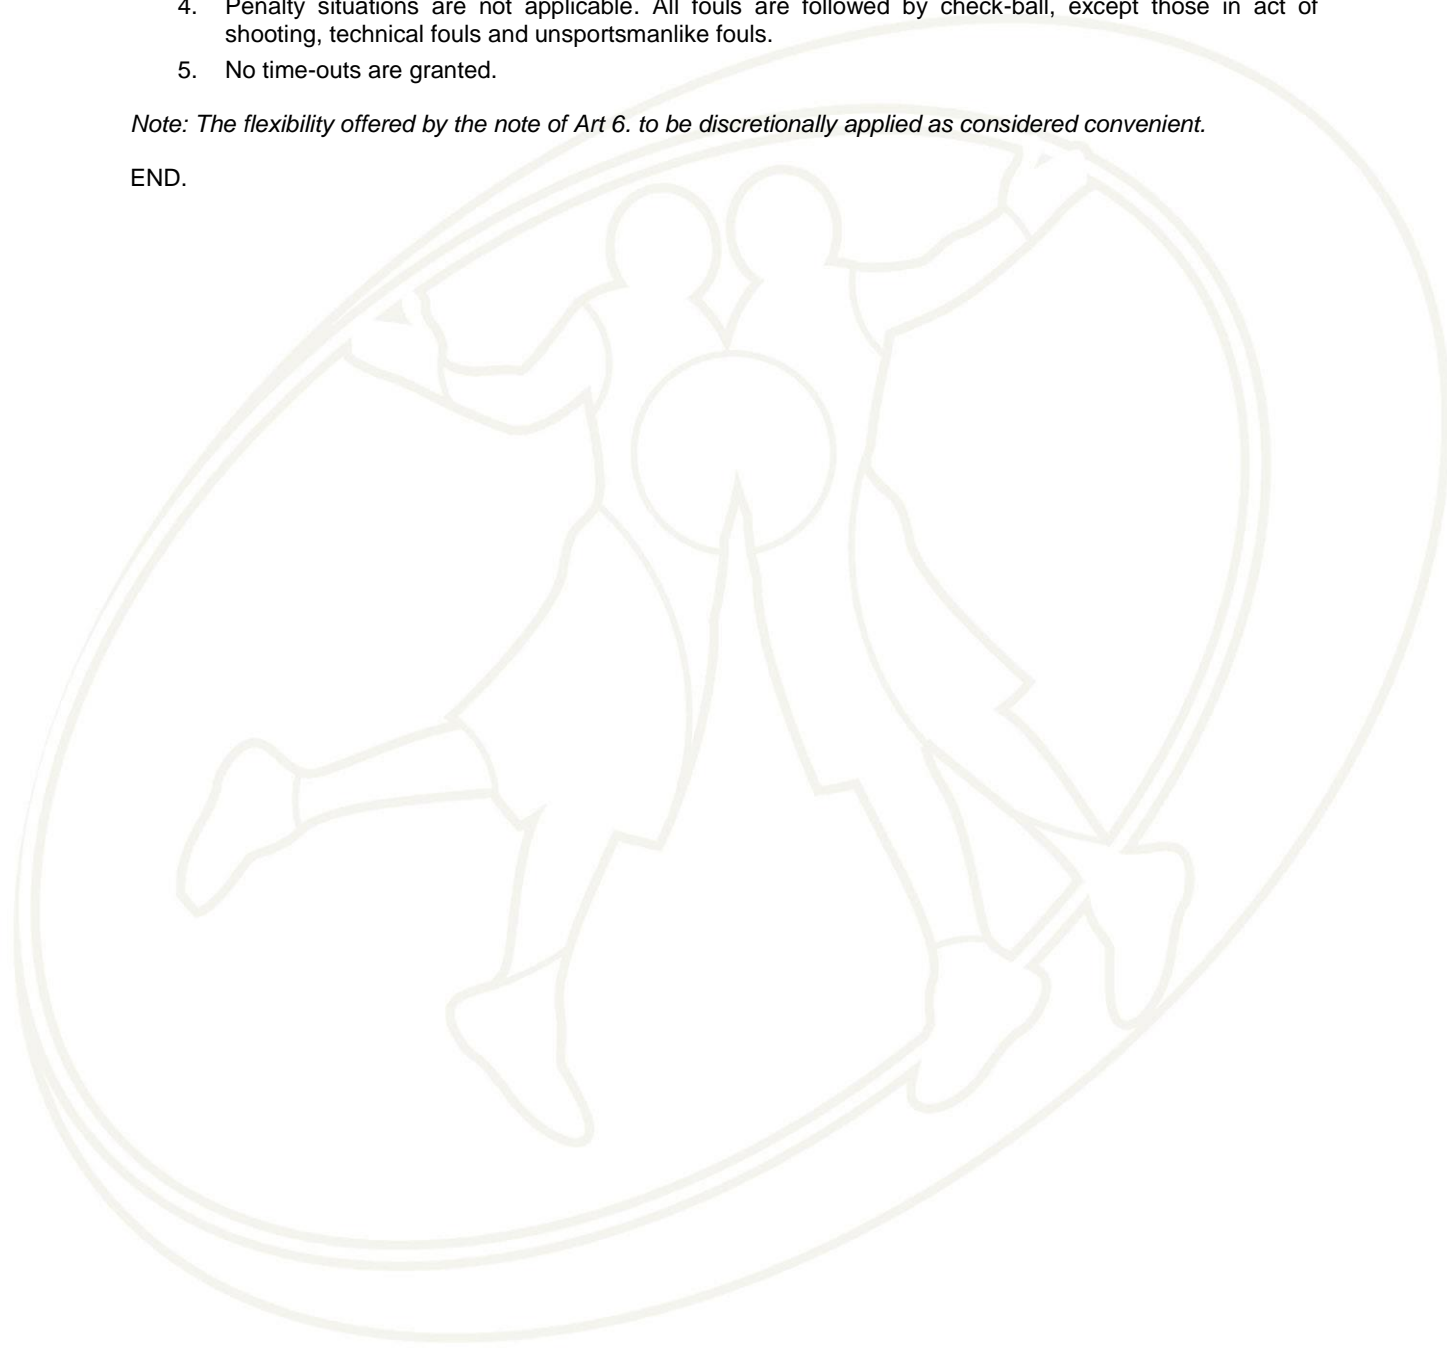 4. Penalty situations are not applicable. All fouls are followed by check-ball, except those in act of
shooting, technical fouls and unsportsmanlike fouls.
5. No time-outs are granted.
Note: The flexibility offered by the note of Art 6. to be discretionally applied as considered convenient.
END.